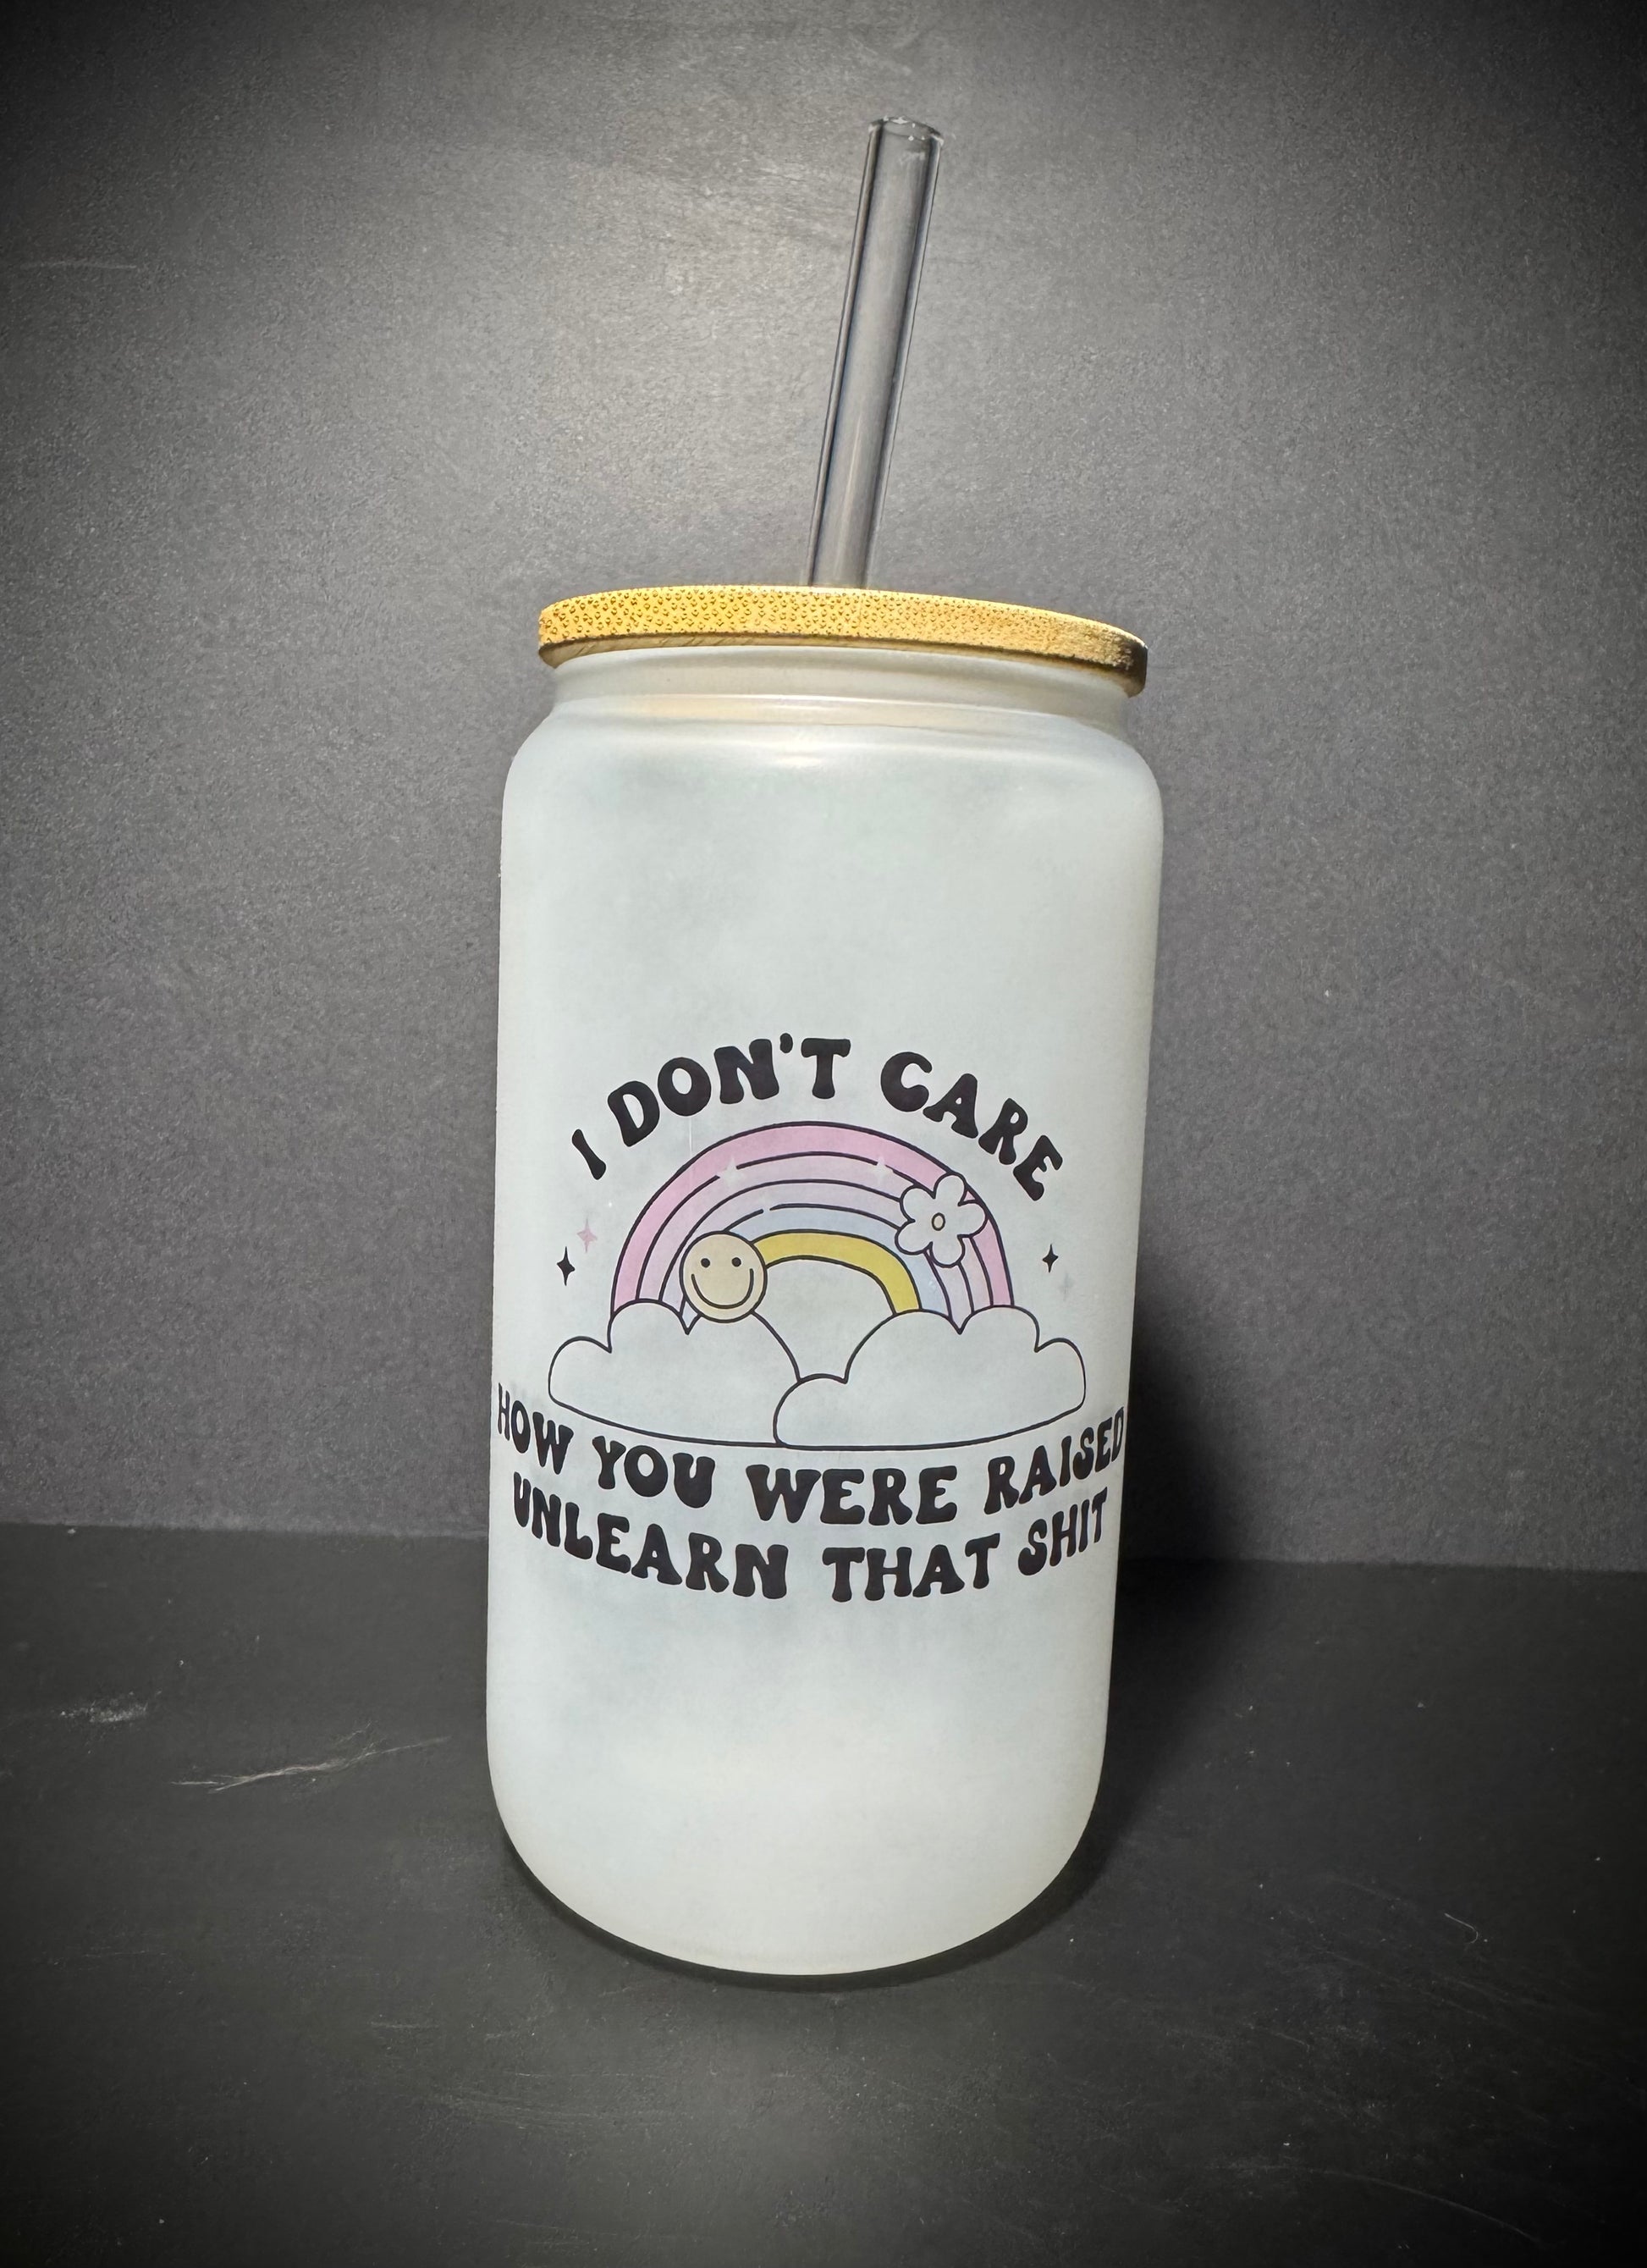 I DON'T CARE
HOW YOU WERE RAISED
UNLEARN THAT SHIT